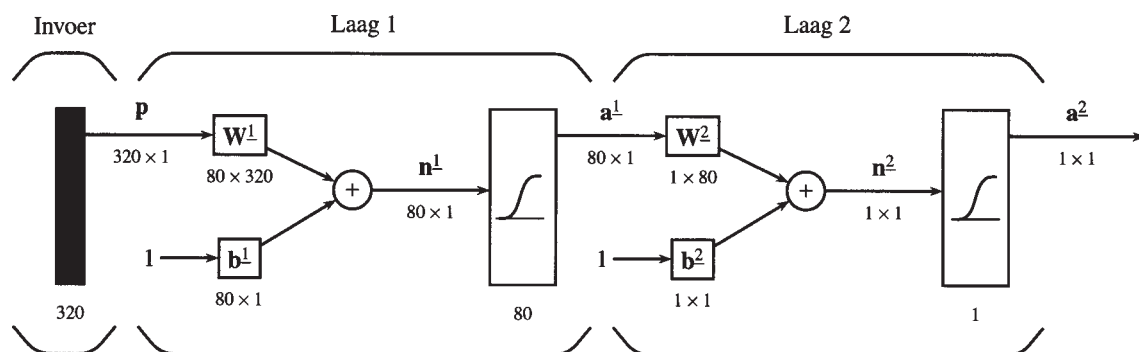 Invoer Laag 1 Laag 2
p a¹ a²
W¹ W²
320 × 1 n¹ 80 × 1 n² 1 × 1
80 × 320 1 × 80
+ +
80 × 1 1 × 1
1 b¹ 1 b²
80 × 1 1 × 1
320 80 1